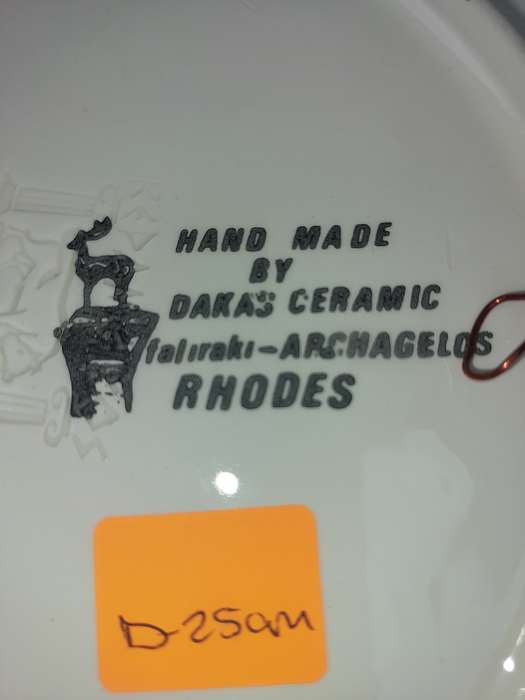 HAND MADE
BY
DAKAS CERAMIC
faliraki-ARCHAGELOS
RHODES
D-25cm